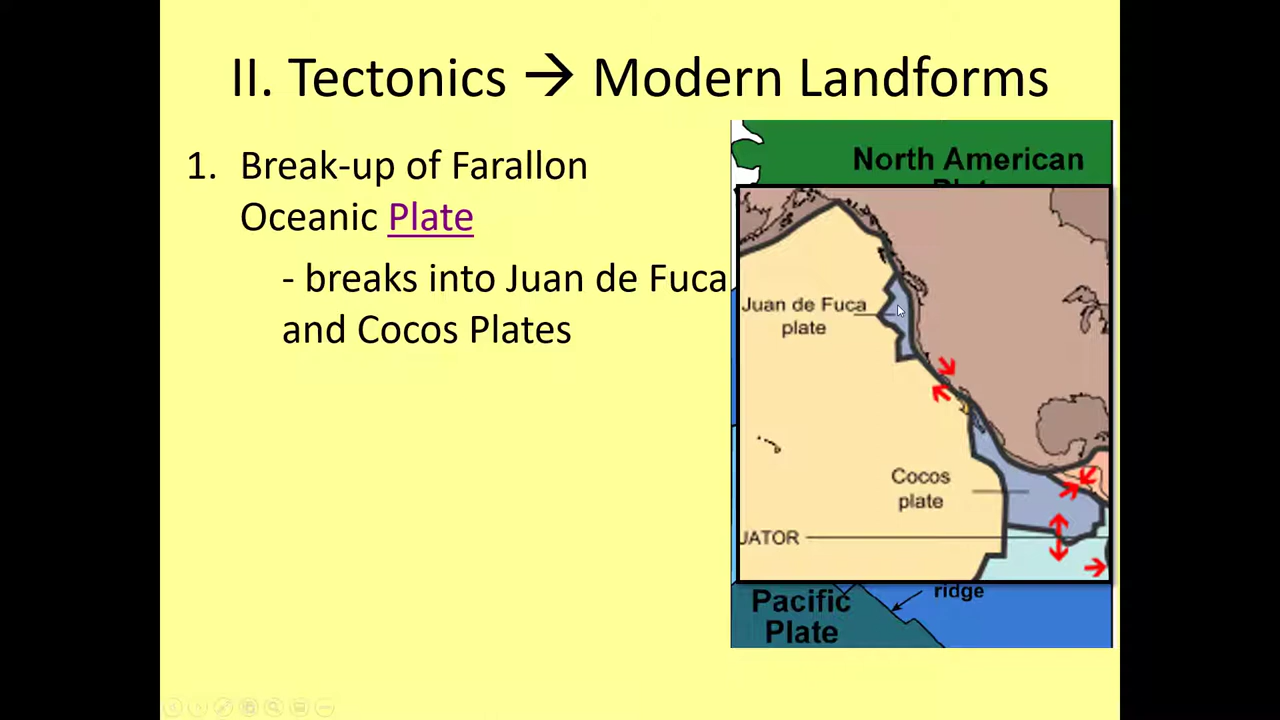 II. Tectonics → Modern Landforms
1. Break-up of Farallon
Oceanic Plate
- breaks into Juan de Fuca
and Cocos Plates
North American
Juan de Fuca
plate
Cocos
plate
UATOR
ridge
Pacific
Plate